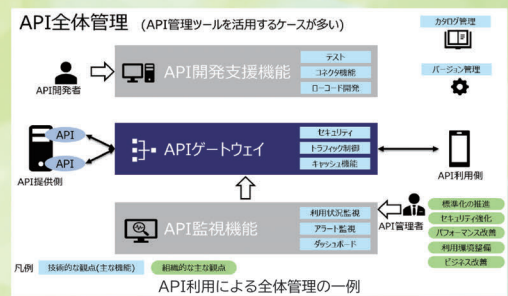 API全体管理 (API管理ツールを活用するケースが多い)
カタログ管理
バージョン管理
API開発者
API開発支援機能
テスト
コネクタ機能
ローコード開発
API
API
API提供側
APIゲートウェイ
セキュリティ
トラフィック制御
キャッシュ機能
API利用側
API監視機能
利用状況監視
アラート監視
ダッシュボード
API管理者
標準化の推進
セキュリティ強化
パフォーマンス改善
利用環境整備
ビジネス改善
凡例 技術的な観点(主な機能) 組織的な主な観点
API利用による全体管理の一例